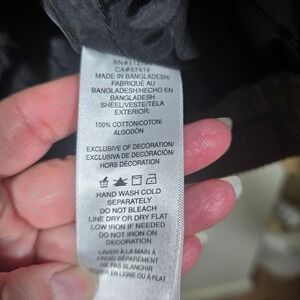 CA#57414
MADE IN BANGLADESH/
FABRIQUÉ AU
BANGLADESH/HECHO EN
BANGLADESH
SHEEL/VESTE/TELA
EXTERIOR:
100% COTTON/COTON/
ALGODÓN
EXCLUSIVE OF DECORATION/
EXCLUSIVA DE DECORACIÓN/
HORS DÉCORATION
HAND WASH COLD
SEPARATELY
DO NOT BLEACH
LINE DRY OR DRY FLAT
LOW IRON IF NEEDED
DO NOT IRON ON
DECORATION
LAVER À LA MAIN À
FROID SÉPARÉMENT
NE PAS BLANCHIR
SÉCHER EN LIGNE OU À PLAT